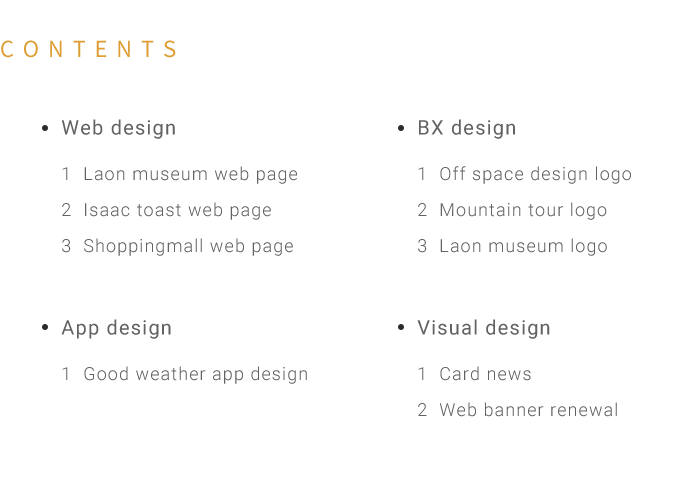 CONTENTS
• Web design
1 Laon museum web page
2 Isaac toast web page
3 Shoppingmall web page
• BX design
1 Off space design logo
2 Mountain tour logo
3 Laon museum logo
• App design
1 Good weather app design
• Visual design
1 Card news
2 Web banner renewal